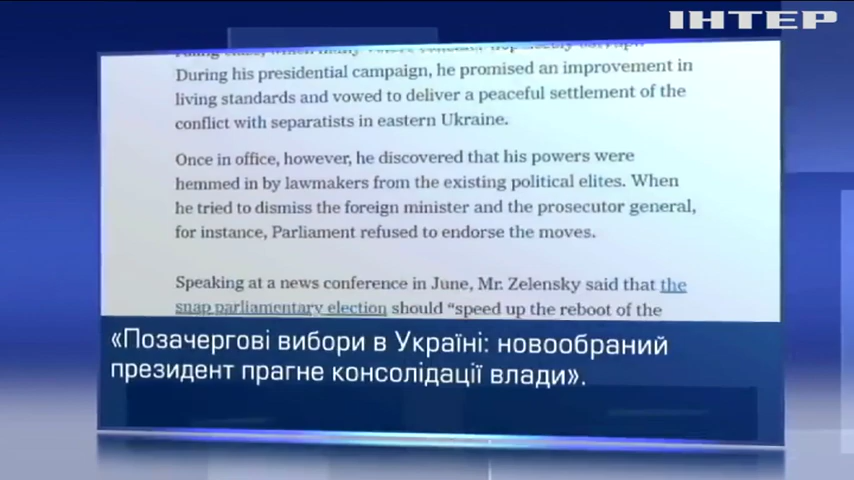 ІНТЕР
During his presidential campaign, he promised an improvement in
living standards and vowed to deliver a peaceful settlement of the
conflict with separatists in eastern Ukraine.
Once in office, however, he discovered that his powers were
hemmed in by lawmakers from the existing political elites. When
he tried to dismiss the foreign minister and the prosecutor general,
for instance, Parliament refused to endorse the moves.
Speaking at a news conference in June, Mr. Zelensky said that the
snap parliamentary election should “speed up the reboot of the
«Позачергові вибори в Україні: новообраний
президент прагне консолідації влади».